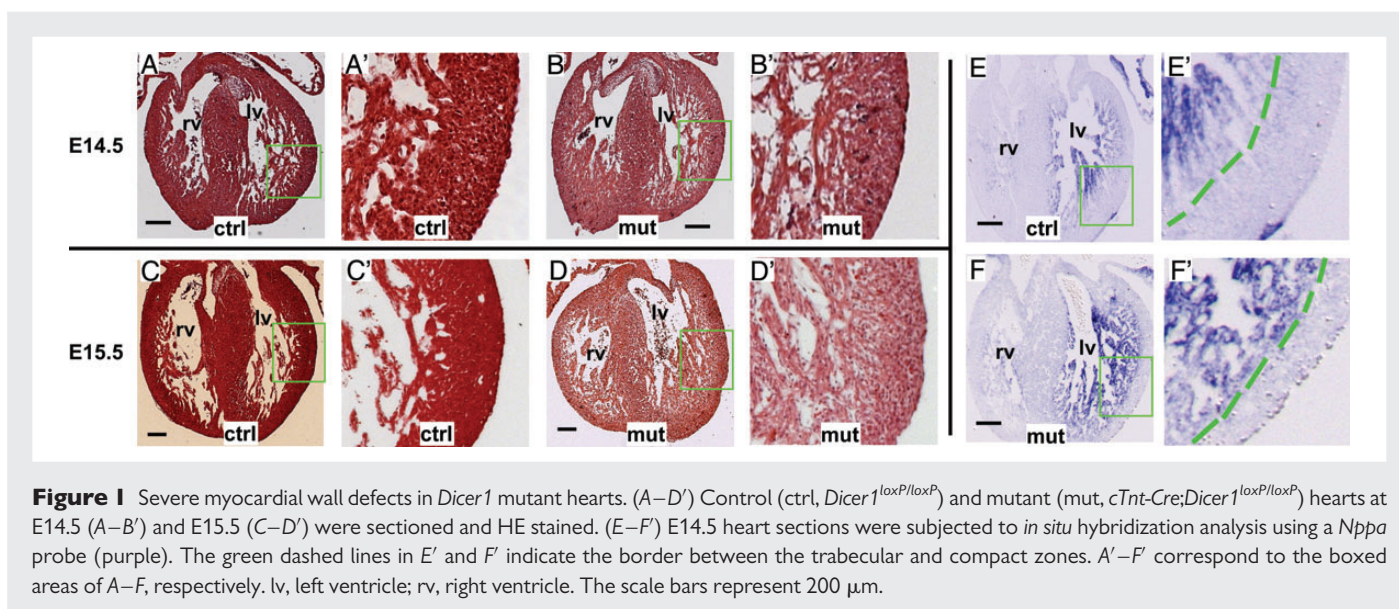 A A' B B' E E'
rv lv rv lv lv
E14.5 rv
ctrl mut ctrl
C C' D D' F F'
rv lv rv lv lv
E15.5 rv
ctrl ctrl mut mut mut
Figure 1 Severe myocardial wall defects in Dicer1 mutant hearts. (A–D′) Control (ctrl, Dicer1loxP/loxP) and mutant (mut, cTnt-Cre;Dicer1loxP/loxP) hearts at
E14.5 (A–B′) and E15.5 (C–D′) were sectioned and HE stained. (E–F′) E14.5 heart sections were subjected to in situ hybridization analysis using a Nppa
probe (purple). The green dashed lines in E′ and F′ indicate the border between the trabecular and compact zones. A′–F′ correspond to the boxed
areas of A–F, respectively. lv, left ventricle; rv, right ventricle. The scale bars represent 200 μm.